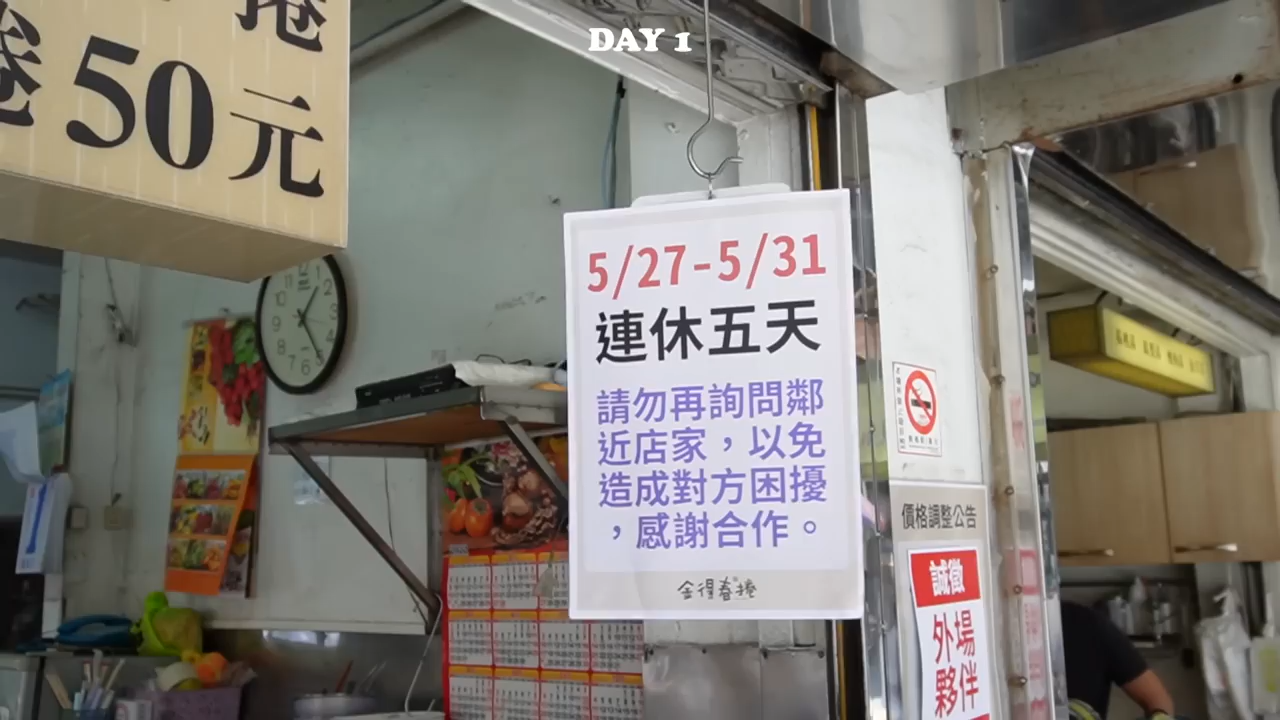 DAY 1
捲
捲50元
5/27-5/31
連休五天
請勿再詢問鄰
近店家,以免
造成對方困擾
,感謝合作。
金得春捲
價格調整公告
誠徵
外場
夥伴